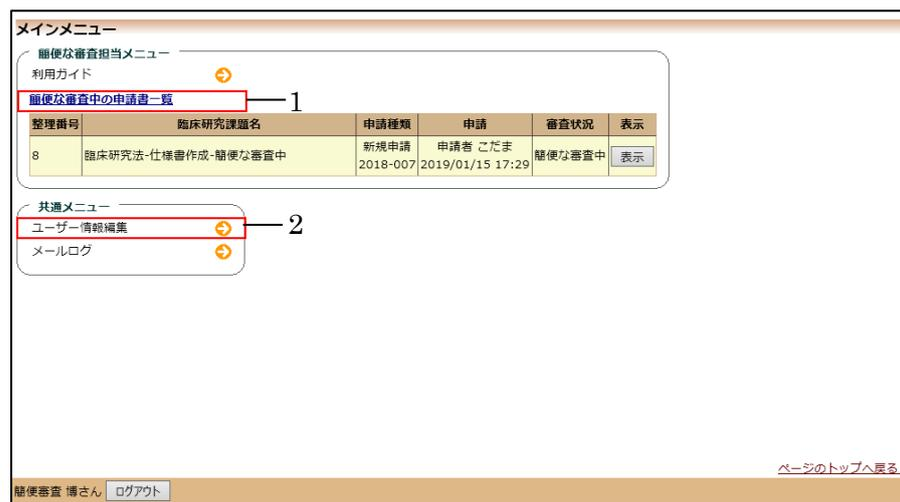 メインメニュー
簡便な審査担当メニュー
利用ガイド
簡便な審査中の申請書一覧 1
整理番号 臨床研究課題名 申請種類 申請 審査状況 表示
8 臨床研究法-仕様書作成-簡便な審査中 新規申請 2018-007 申請者 こだま 2019/01/15 17:29 簡便な審査中 表示
共通メニュー
ユーザー情報編集 2
メールログ
ページのトップへ戻る
簡便審査 博さん ログアウト